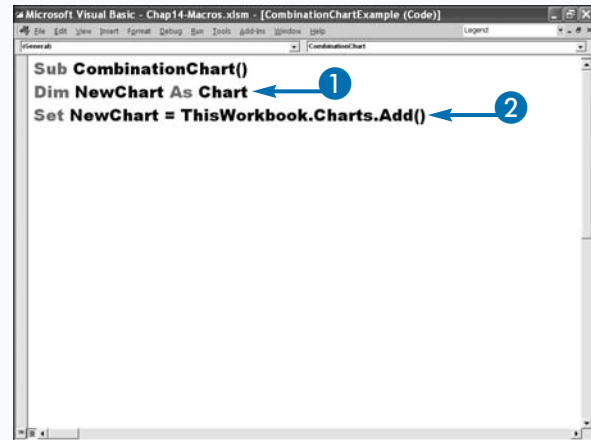 Microsoft Visual Basic - Chap14-Macros.xlsm - [CombinationChartExample (Code)]
File Edit View Insert Format Debug Run Tools Add-Ins Window Help Legend
(General) CombinationChart
Sub CombinationChart()
Dim NewChart As Chart 1
Set NewChart = ThisWorkbook.Charts.Add() 2